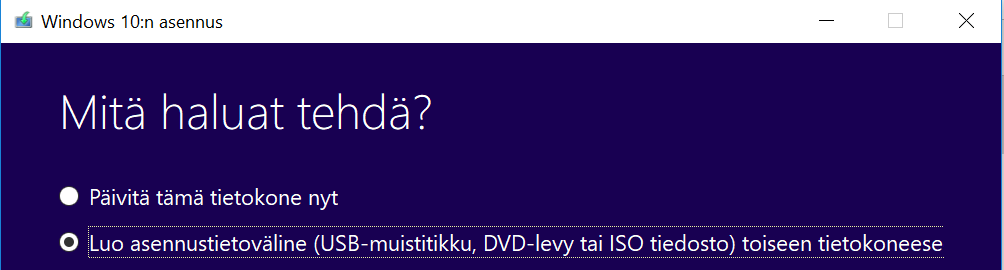 Windows 10:n asennus
Mitä haluat tehdä?
Päivitä tämä tietokone nyt
Luo asennustietoväline (USB-muistitikku, DVD-levy tai ISO tiedosto) toiseen tietokoneese